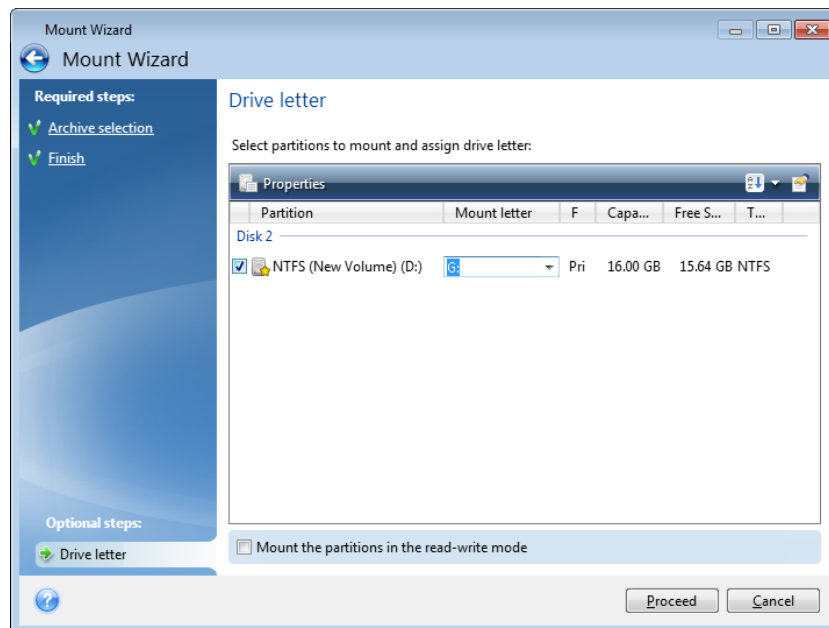 Mount Wizard
Mount Wizard
Required steps:
Archive selection
Finish
Optional steps:
Drive letter
Drive letter
Select partitions to mount and assign drive letter:
Properties
Partition Mount letter F Capa... Free S... T...
Disk 2
NTFS (New Volume) (D:) G: Pri 16.00 GB 15.64 GB NTFS
Mount the partitions in the read-write mode
Proceed Cancel